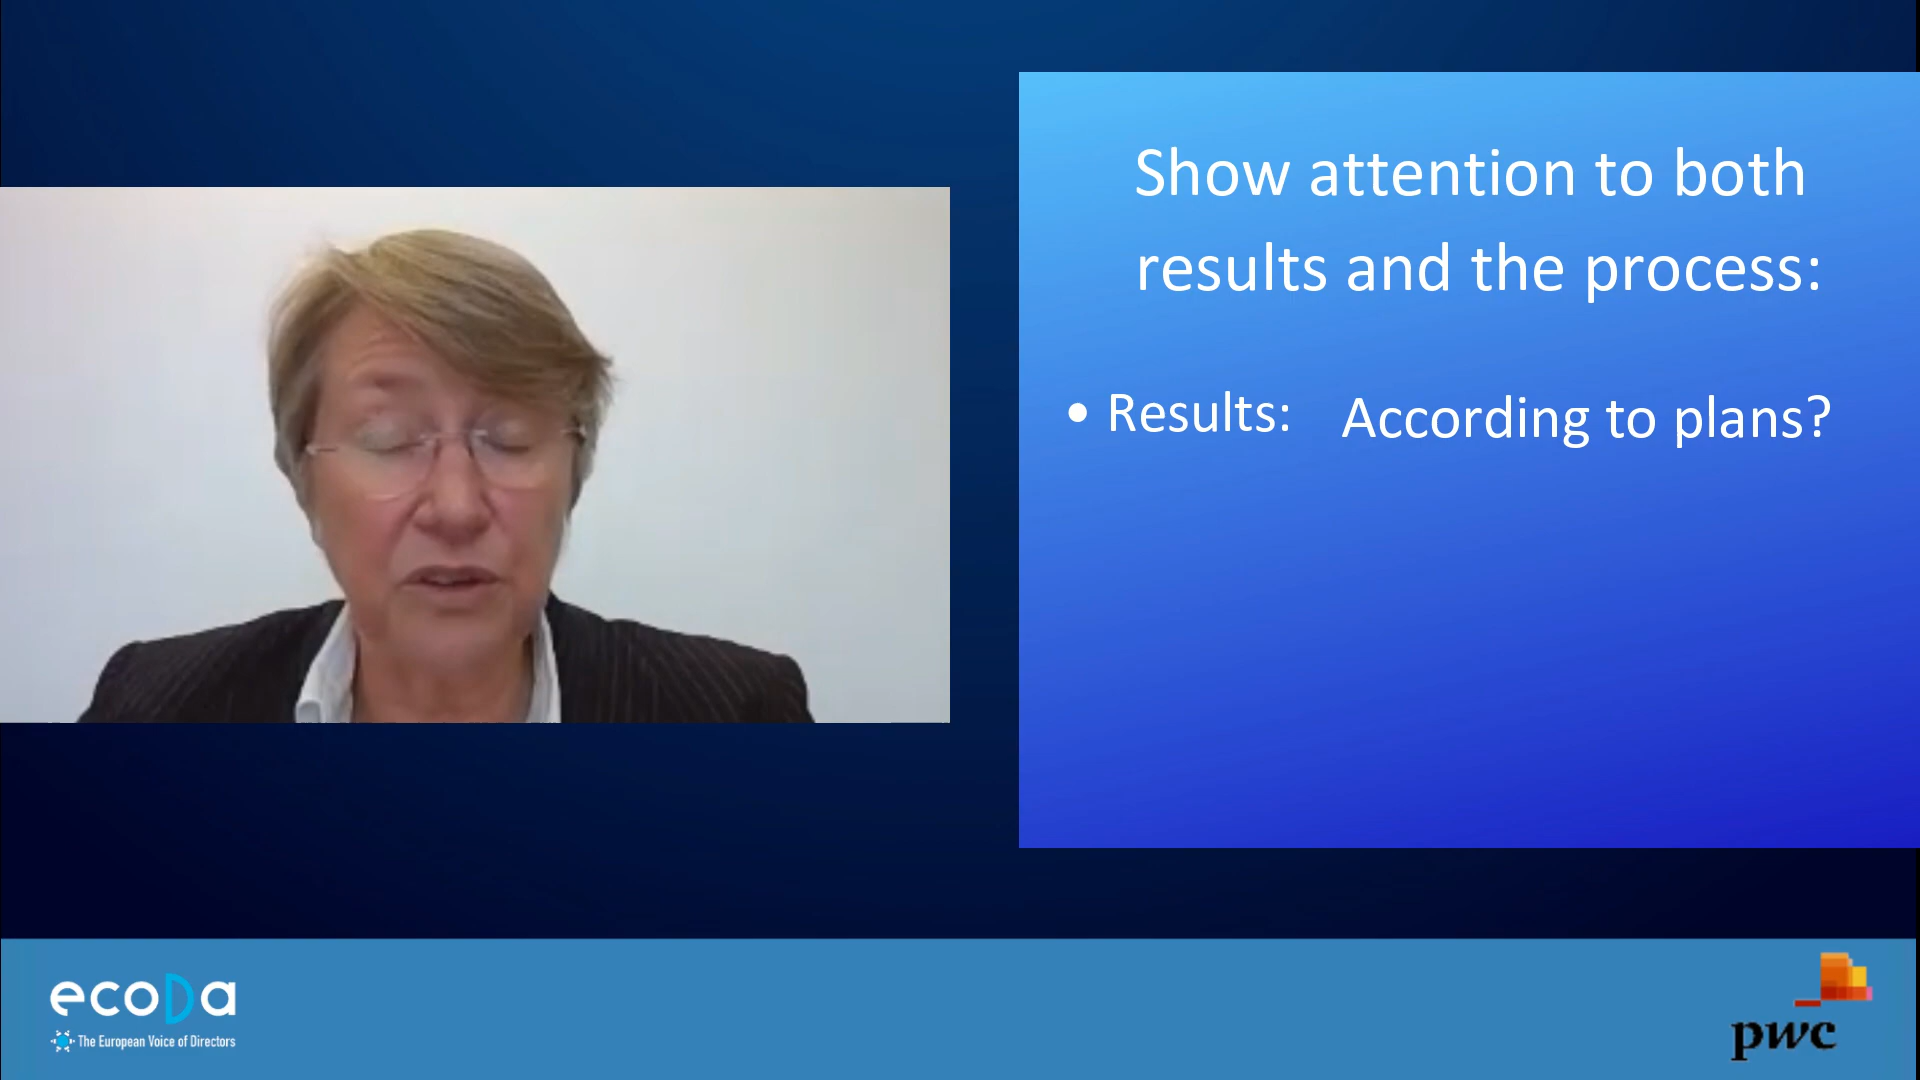 Show attention to both
results and the process:
• Results: According to plans?
ecoDa
The European Voice of Directors
pwc